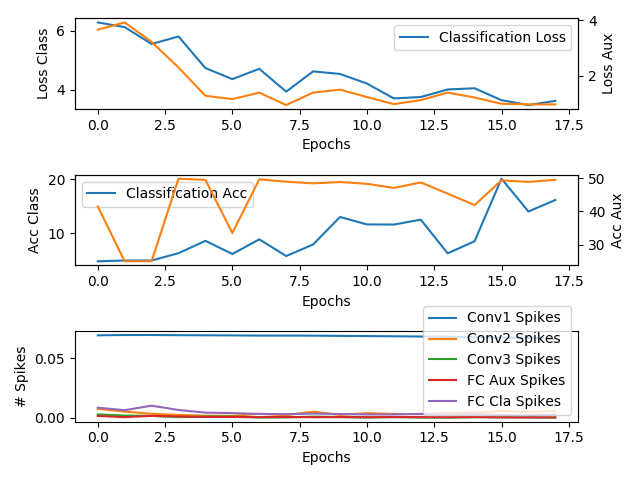 6
4
Loss Class
Classification Loss
4
2
Loss Aux
0.0 2.5 5.0 7.5 10.0 12.5 15.0 17.5
Epochs
20
10
Acc Class
Classification Acc
50
40
30
Acc Aux
0.0 2.5 5.0 7.5 10.0 12.5 15.0 17.5
Epochs
0.05
0.00
# Spikes
Conv1 Spikes
Conv2 Spikes
Conv3 Spikes
FC Aux Spikes
FC Cla Spikes
0.0 2.5 5.0 7.5 10.0 12.5 15.0 17.5
Epochs